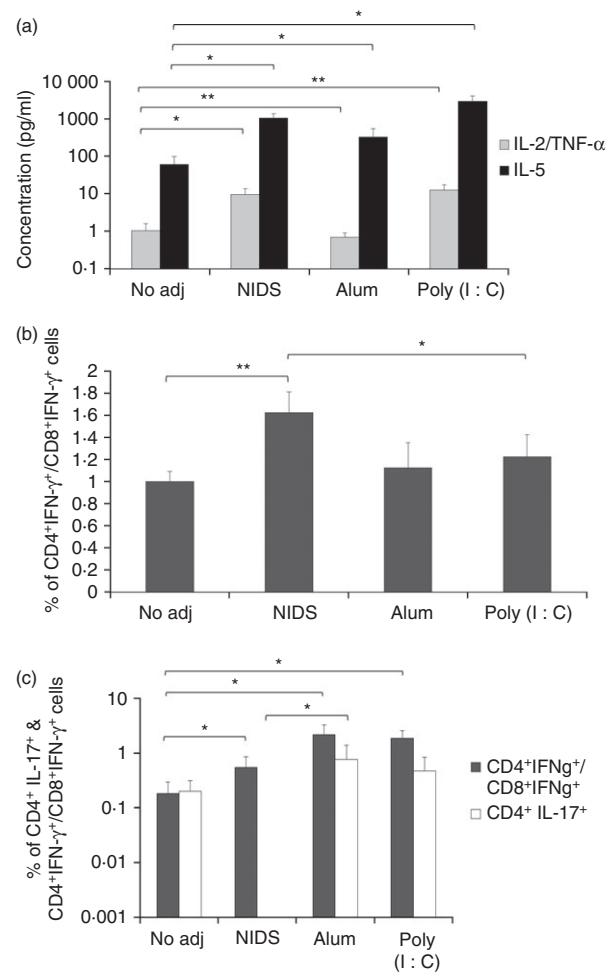 (a)
*
*
*
**
**
*
Concentration (pg/ml)
10 000
1000
100
10
1
0·1
No adj NIDS Alum Poly (I : C)
IL-2/TNF-α
IL-5
(b)
*
**
% of CD4⁺IFN-γ⁺/CD8⁺IFN-γ⁺ cells
2
1·8
1·6
1·4
1·2
1
0·8
0·6
0·4
0·2
0
No adj NIDS Alum Poly (I : C)
(c)
*
*
*
*
% of CD4⁺ IL-17⁺ &
CD4⁺IFN-γ⁺/CD8⁺IFN-γ⁺ cells
10
1
0·1
0·01
0·001
No adj NIDS Alum Poly
(I : C)
CD4⁺IFNg⁺/
CD8⁺IFNg⁺
CD4⁺ IL-17⁺